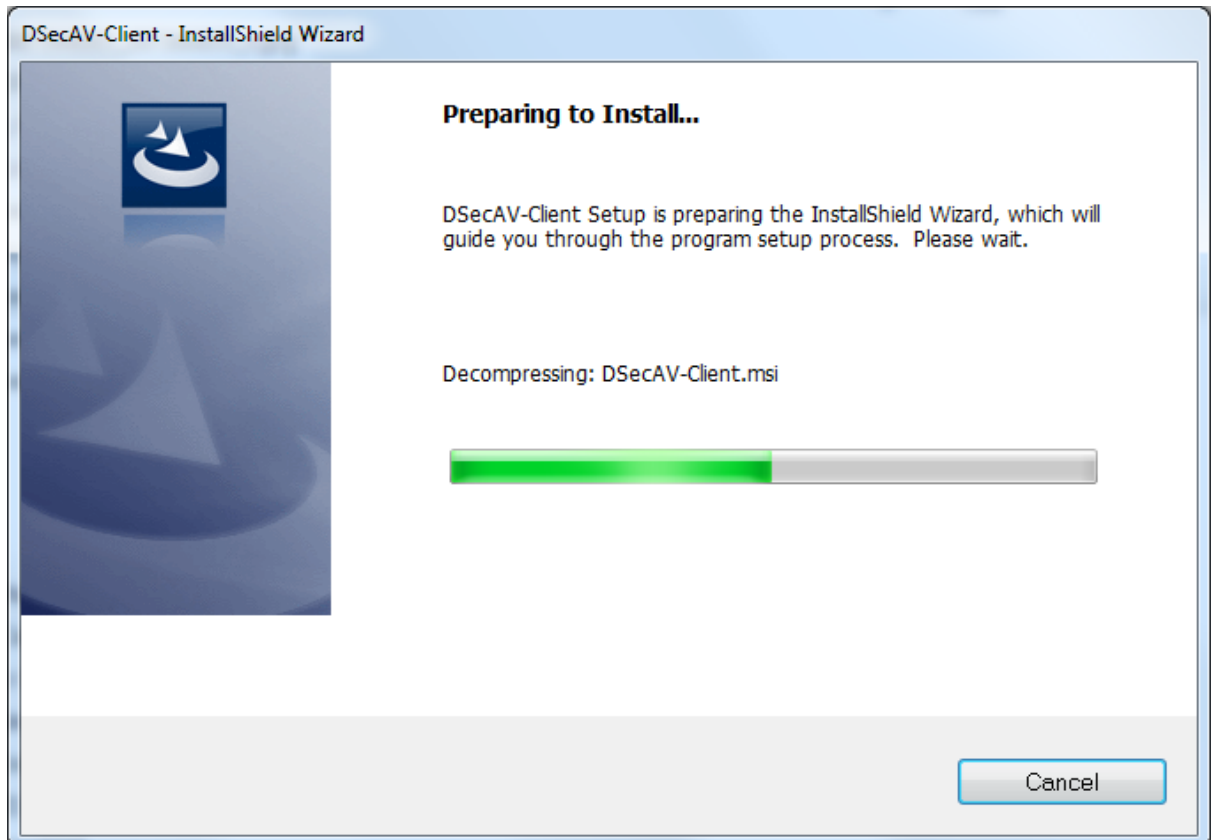 DSecAV-Client - InstallShield Wizard
Preparing to Install...
DSecAV-Client Setup is preparing the InstallShield Wizard, which will
guide you through the program setup process.  Please wait.
Decompressing: DSecAV-Client.msi
Cancel